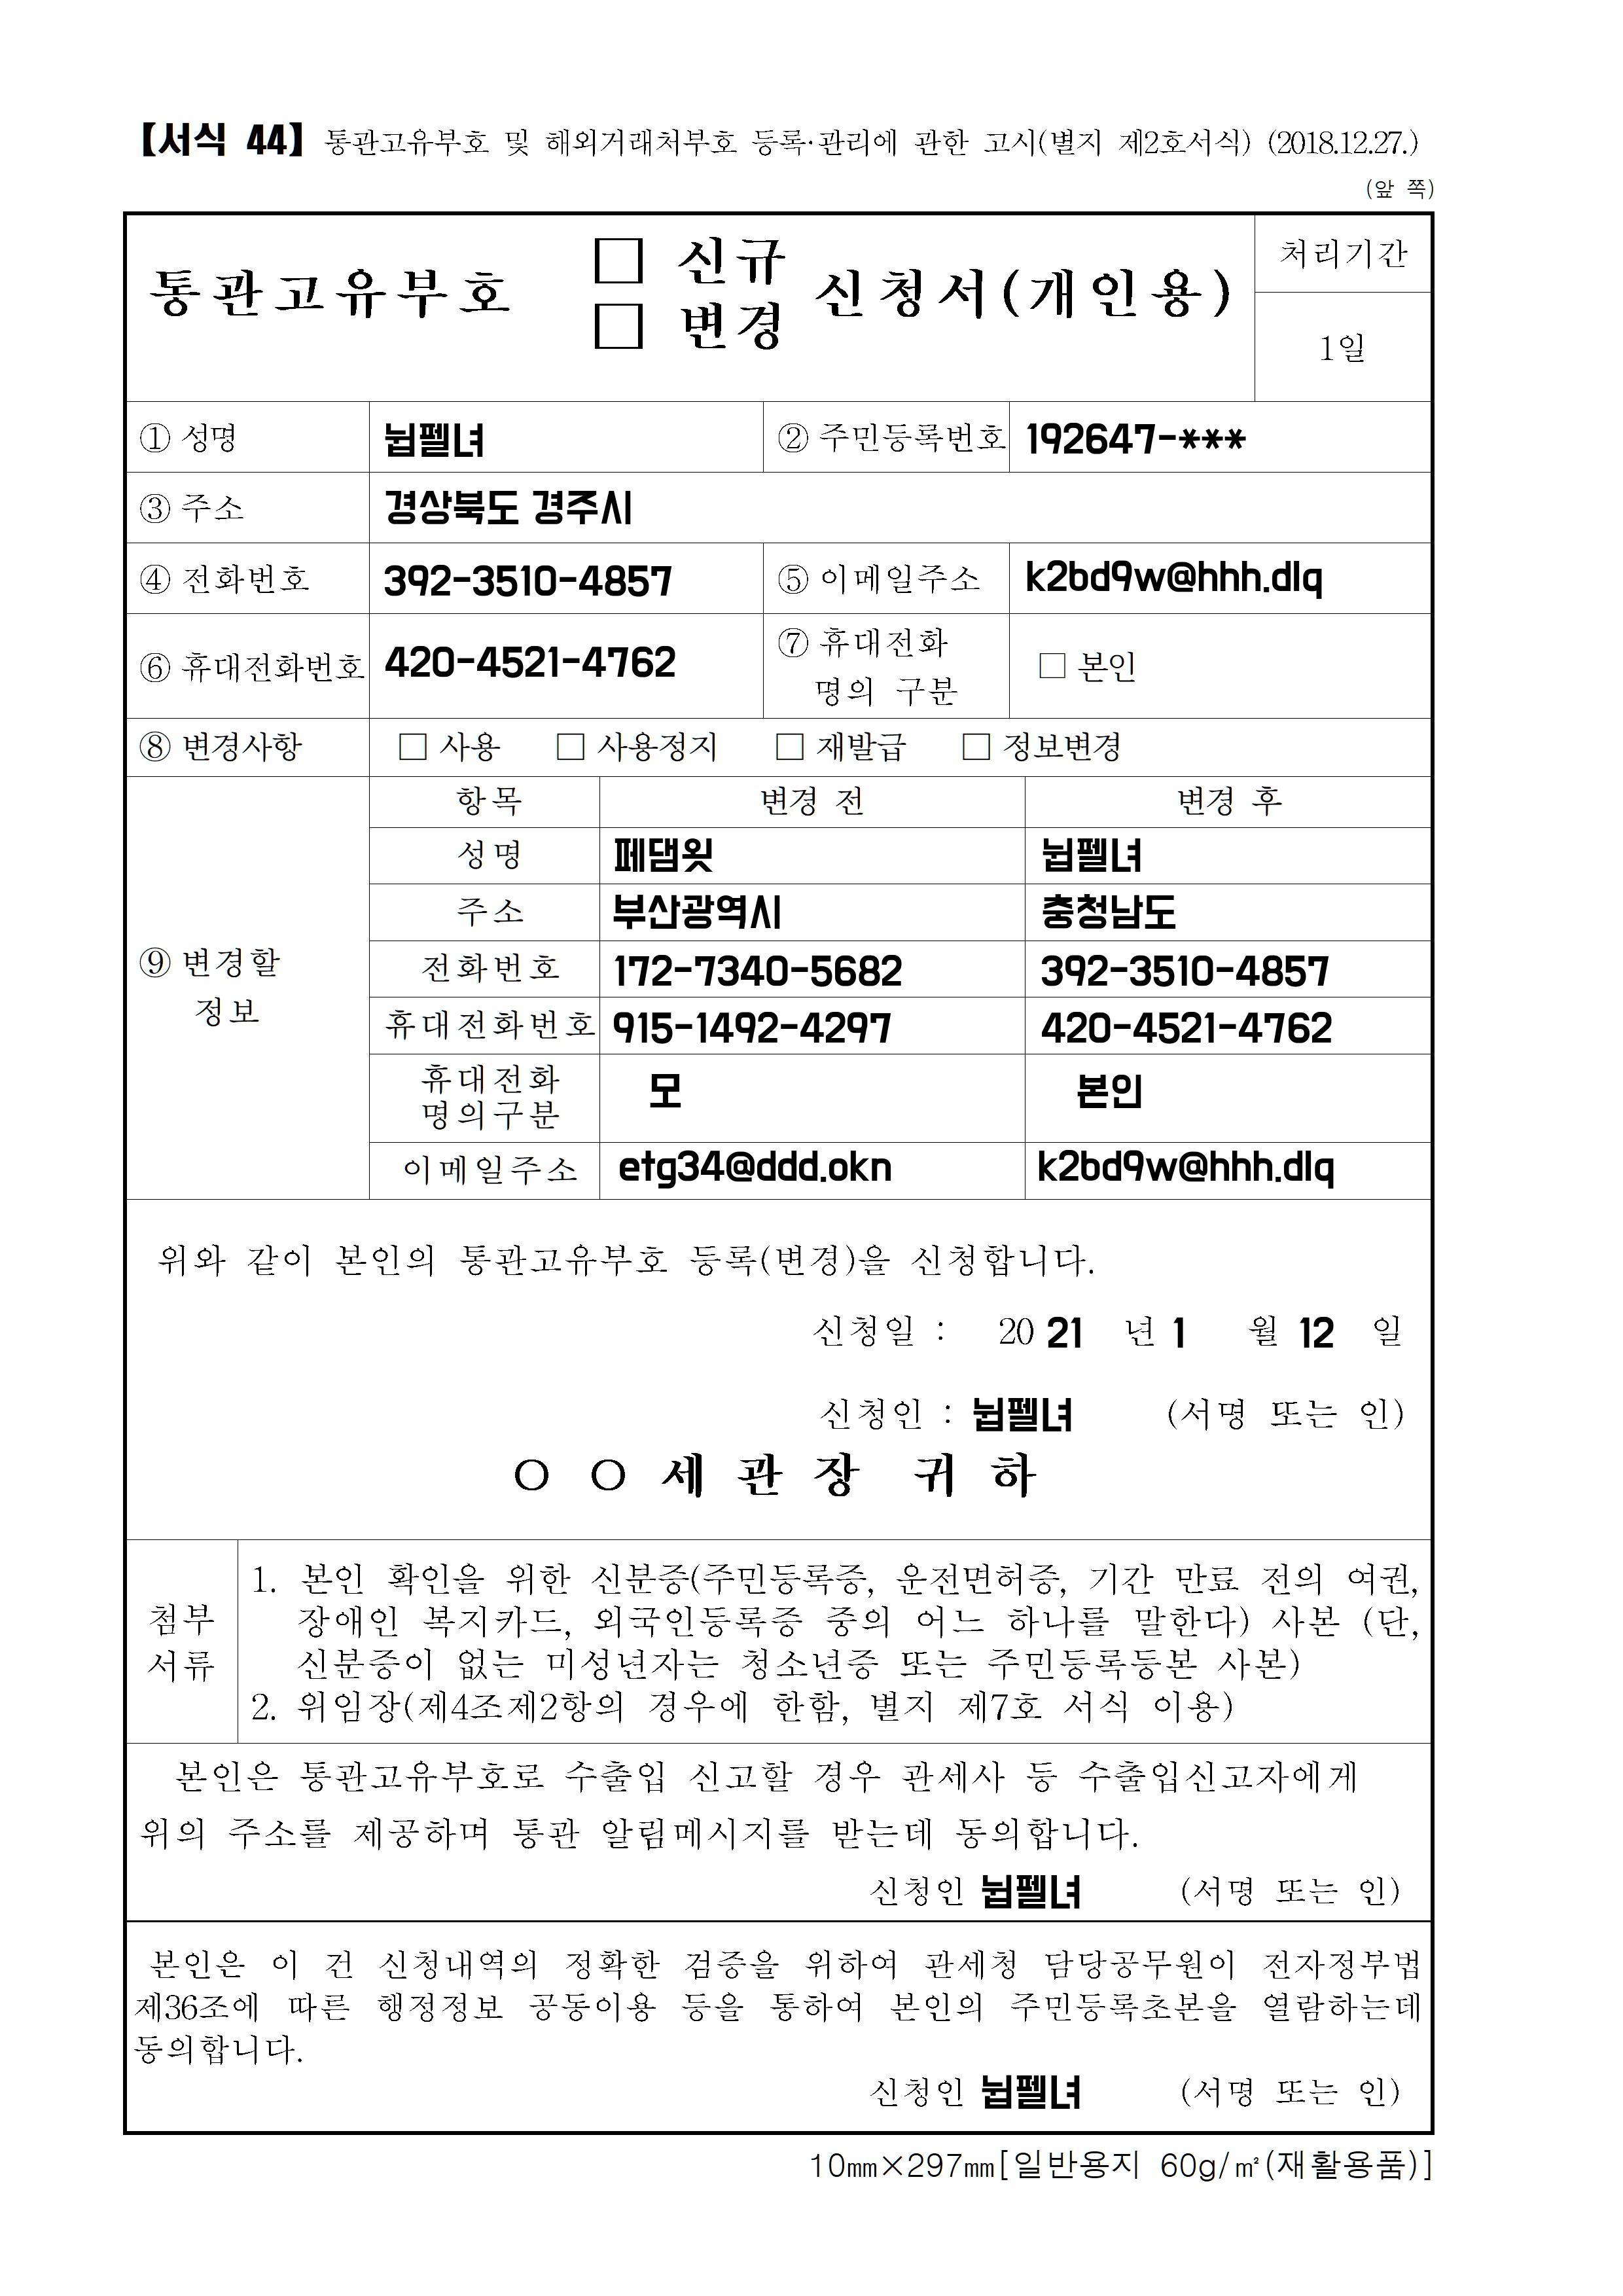 【서식 44】 통관고유부호 및 해외거래처부호 등록·관리에 관한 고시(별지 제2호서식) (2018.12.27.)
(앞 쪽)
통관고유부호 □ 신규 □ 변경 신청서(개인용)
처리기간
1일
① 성명 뉩펠녀 ② 주민등록번호 192647-***
③ 주소 경상북도 경주시
④ 전화번호 392-3510-4857 ⑤ 이메일주소 k2bd9w@hhh.dlq
⑥ 휴대전화번호 420-4521-4762 ⑦ 휴대전화 명의 구분 □ 본인
⑧ 변경사항 □ 사용 □ 사용정지 □ 재발급 □ 정보변경
⑨ 변경할 정보
항목 변경 전 변경 후
성명 페댐윗 뉩펠녀
주소 부산광역시 충청남도
전화번호 172-7340-5682 392-3510-4857
휴대전화번호 915-1492-4297 420-4521-4762
휴대전화 명의구분 모 본인
이메일주소 etg34@ddd.okn k2bd9w@hhh.dlq
위와 같이 본인의 통관고유부호 등록(변경)을 신청합니다.
신청일 : 20 21 년 1 월 12 일
신청인 : 뉩펠녀 (서명 또는 인)
○ ○ 세 관 장 귀 하
첨부 서류
1. 본인 확인을 위한 신분증(주민등록증, 운전면허증, 기간 만료 전의 여권,
장애인 복지카드, 외국인등록증 중의 어느 하나를 말한다) 사본 (단,
신분증이 없는 미성년자는 청소년증 또는 주민등록등본 사본)
2. 위임장(제4조제2항의 경우에 한함, 별지 제7호 서식 이용)
본인은 통관고유부호로 수출입 신고할 경우 관세사 등 수출입신고자에게
위의 주소를 제공하며 통관 알림메시지를 받는데 동의합니다.
신청인 뉩펠녀 (서명 또는 인)
본인은 이 건 신청내역의 정확한 검증을 위하여 관세청 담당공무원이 전자정부법
제36조에 따른 행정정보 공동이용 등을 통하여 본인의 주민등록초본을 열람하는데
동의합니다.
신청인 뉩펠녀 (서명 또는 인)
10㎜×297㎜[일반용지 60g/㎡(재활용품)]